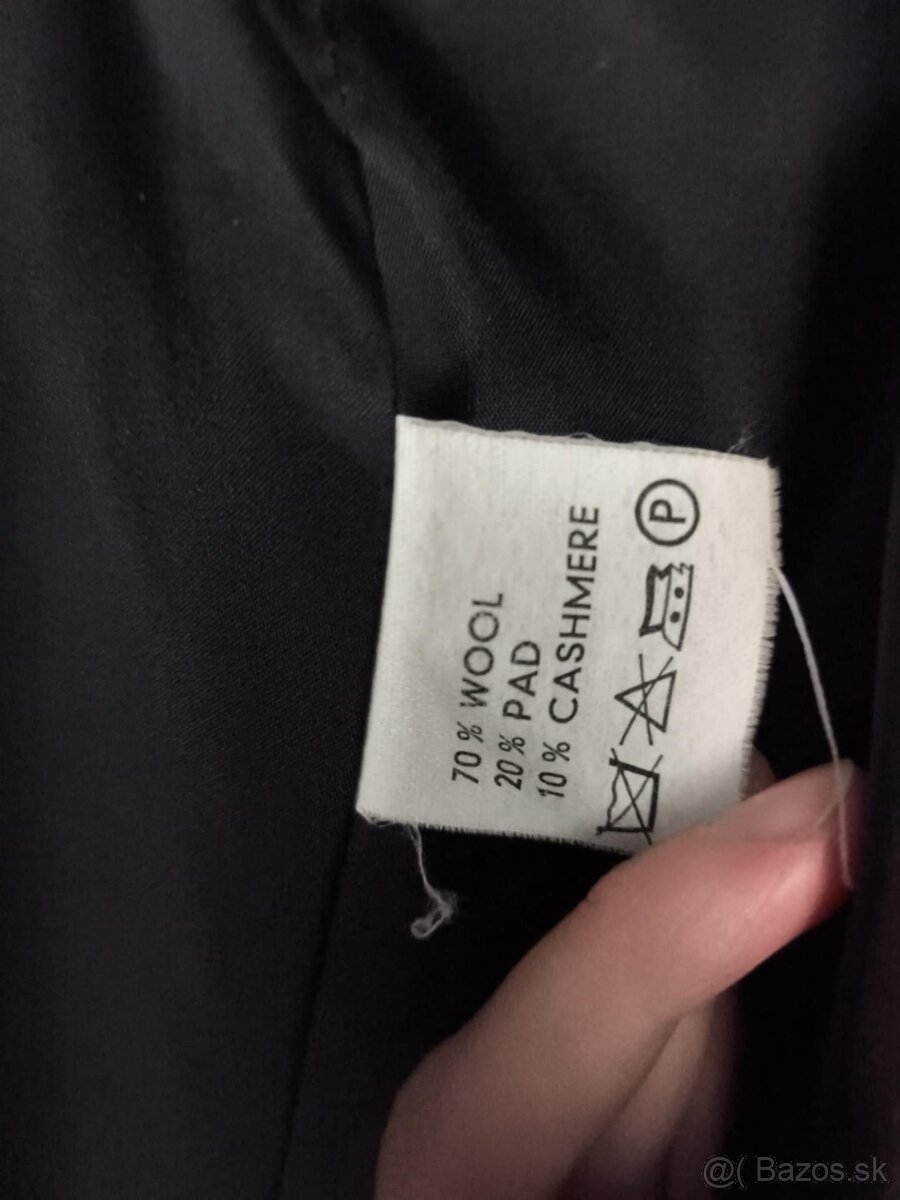 70% WOOL
20% PAD
10% CASHMERE
P
@( Bazos.sk